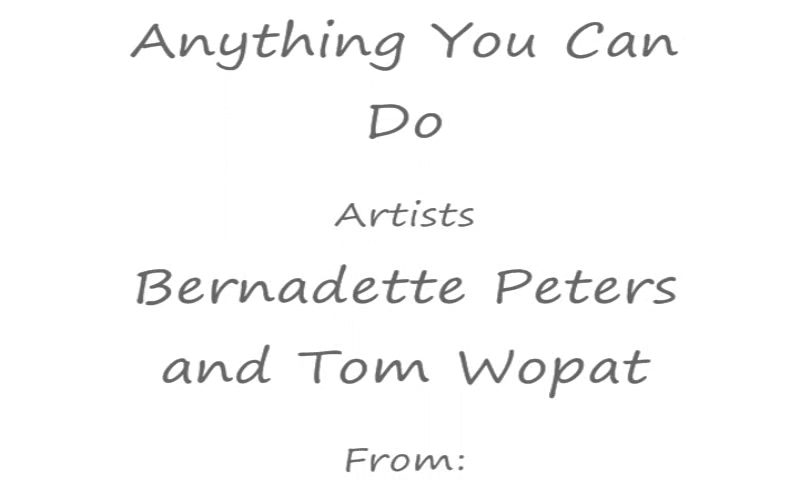 Anything You Can
Do
Artists
Bernadette Peters
and Tom Wopat
From: